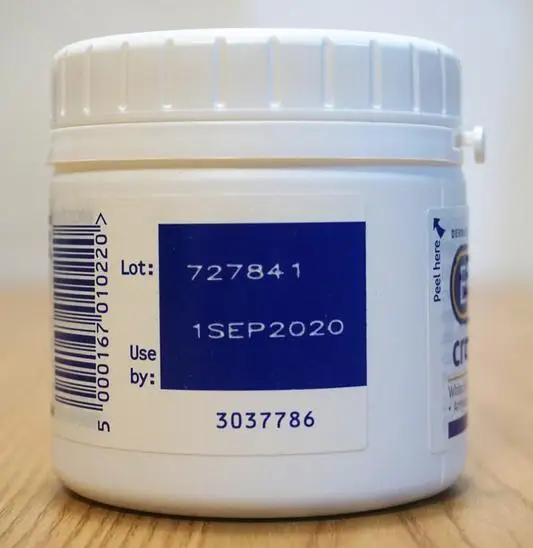 5 000167 010220 >
Lot: 727841
1SEP2020
Use
by:
3037786
Peel here